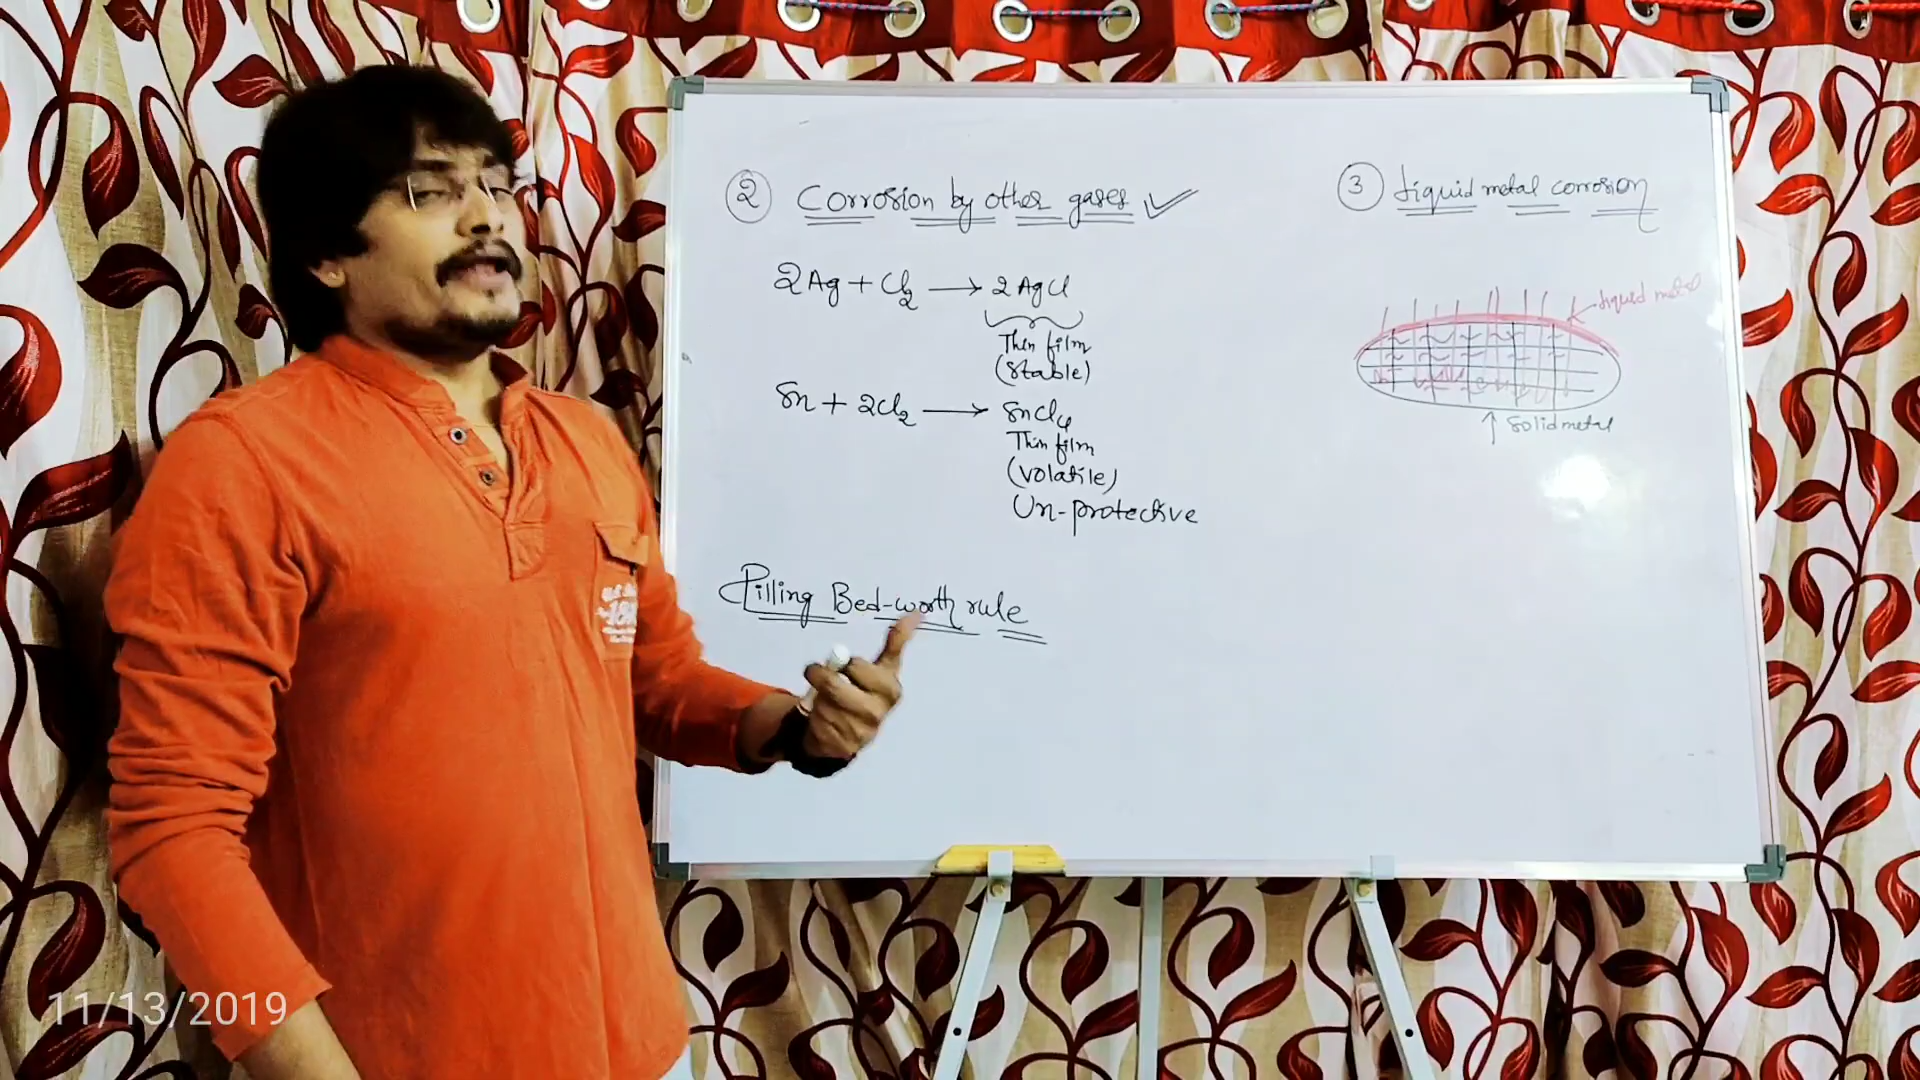 ② Corrosion by other gases ✓
2Ag + Cl₂ → 2AgCl
Thin film
(Stable)
Sn + 2Cl₂ → SnCl₄
Thin film
(volatile)
Un-protective
Pilling Bed-worth rule
③ Liquid metal corrosion
liquid metal
↑ Solid metal
11/13/2019